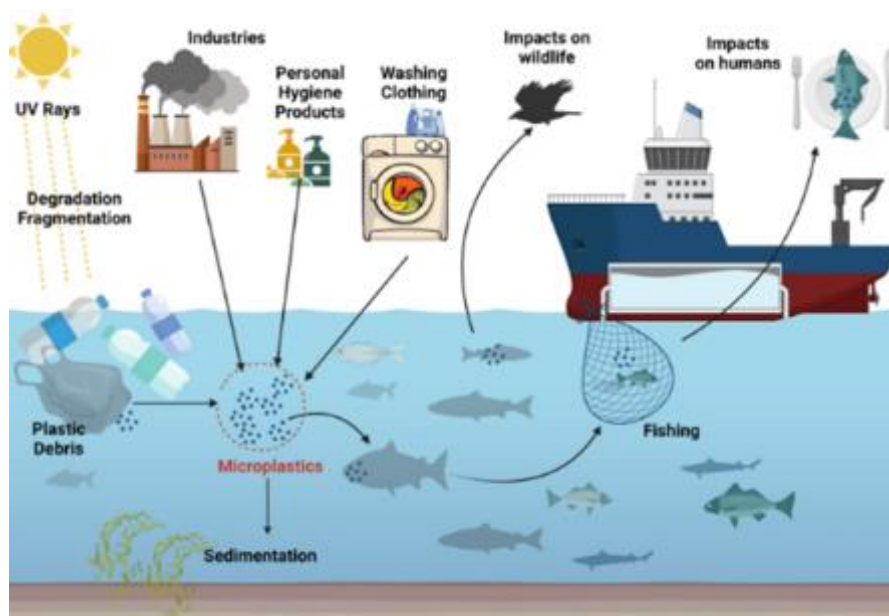 Industries
Impacts on
wildlife
Impacts
on humans
UV Rays
Personal
Hygiene
Products
Washing
Clothing
Degradation
Fragmentation
Plastic
Debris
Microplastics
Fishing
Sedimentation